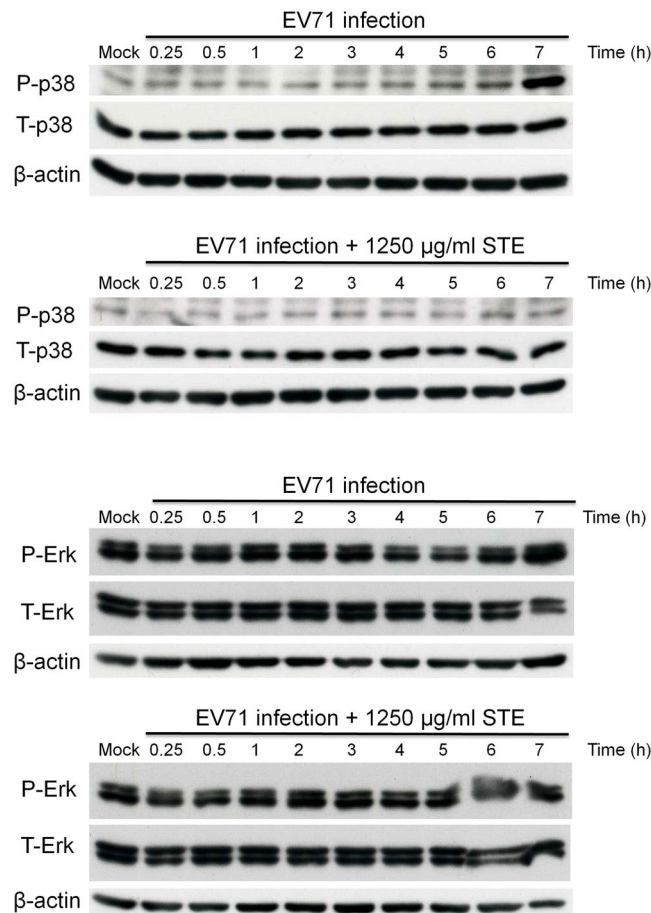 EV71 infection
Mock 0.25 0.5 1 2 3 4 5 6 7 Time (h)
P-p38
T-p38
β-actin
EV71 infection + 1250 µg/ml STE
Mock 0.25 0.5 1 2 3 4 5 6 7 Time (h)
P-p38
T-p38
β-actin
EV71 infection
Mock 0.25 0.5 1 2 3 4 5 6 7 Time (h)
P-Erk
T-Erk
β-actin
EV71 infection + 1250 µg/ml STE
Mock 0.25 0.5 1 2 3 4 5 6 7 Time (h)
P-Erk
T-Erk
β-actin